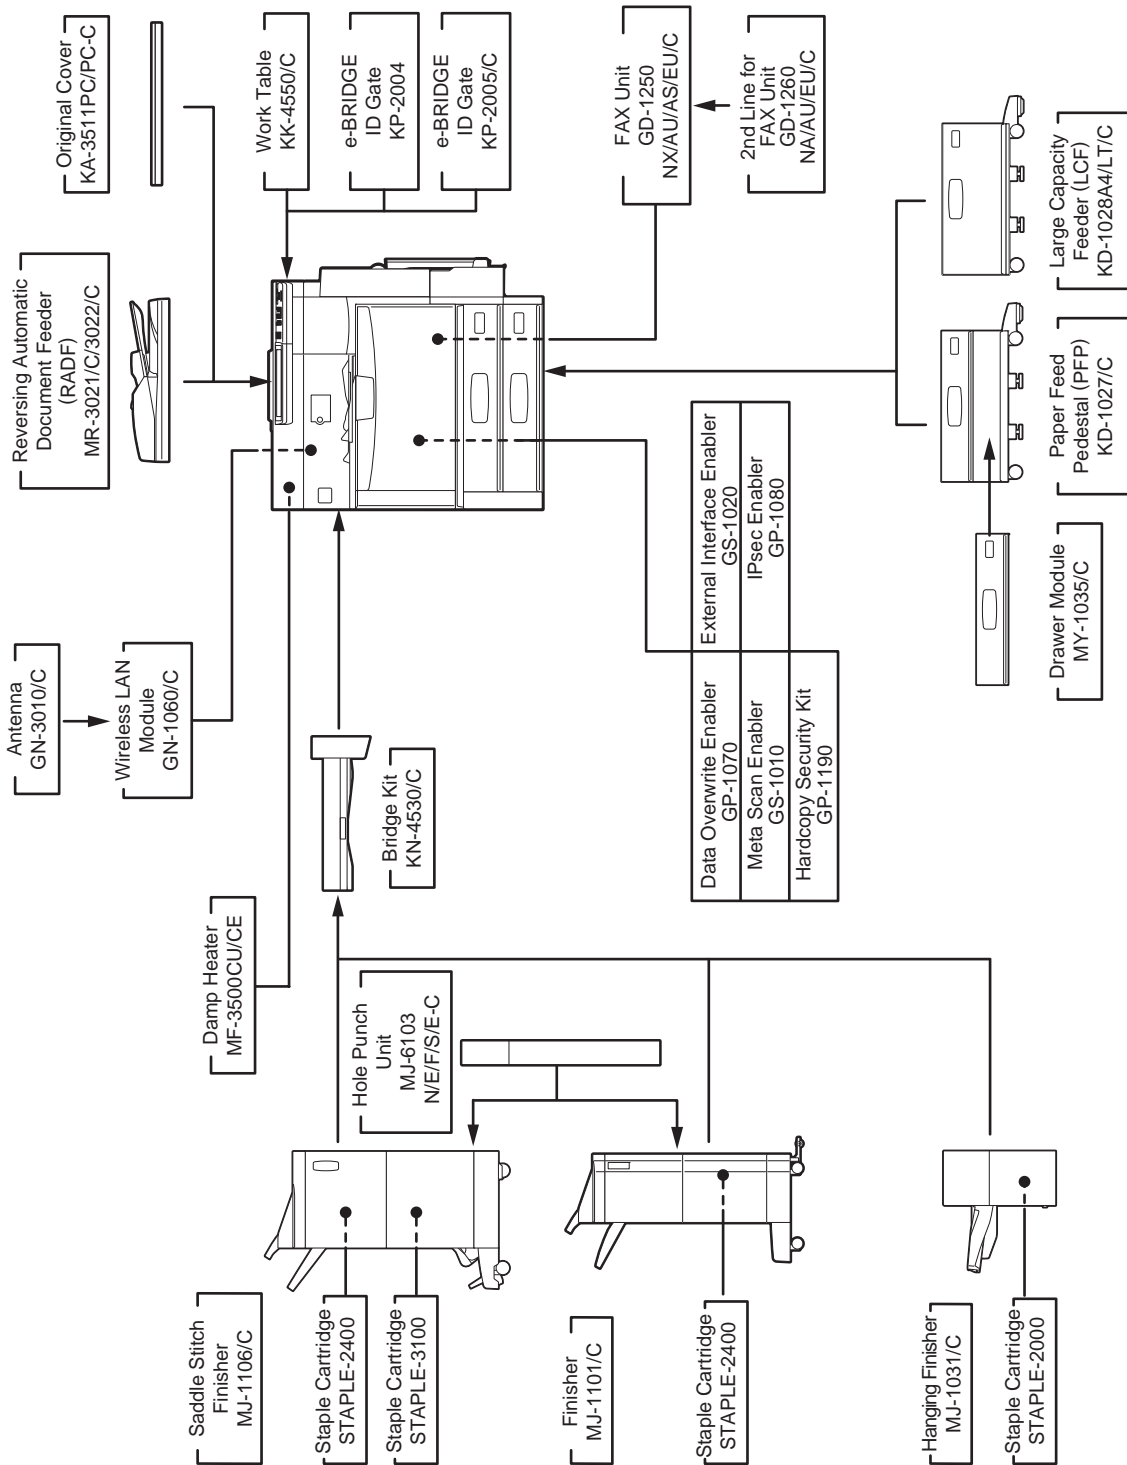 Antenna
GN-3010/C
Wireless LAN
Module
GN-1060/C
Reversing Automatic
Document Feeder
(RADF)
MR-3021/C/3022/C
Original Cover
KA-3511PC/PC-C
Damp Heater
MF-3500CU/CE
Bridge Kit
KN-4530/C
Work Table
KK-4550/C
e-BRIDGE
ID Gate
KP-2004
e-BRIDGE
ID Gate
KP-2005/C
Saddle Stitch
Finisher
MJ-1106/C
Staple Cartridge
STAPLE-2400
Staple Cartridge
STAPLE-3100
Hole Punch
Unit
MJ-6103
N/E/F/S/E-C
FAX Unit
GD-1250
NX/AU/AS/EU/C
2nd Line for
FAX Unit
GD-1260
NA/AU/EU/C
Finisher
MJ-1101/C
Staple Cartridge
STAPLE-2400
Data Overwrite Enabler
GP-1070
External Interface Enabler
GS-1020
Meta Scan Enabler
GS-1010
IPsec Enabler
GP-1080
Hardcopy Security Kit
GP-1190
Hanging Finisher
MJ-1031/C
Staple Cartridge
STAPLE-2000
Drawer Module
MY-1035/C
Paper Feed
Pedestal (PFP)
KD-1027/C
Large Capacity
Feeder (LCF)
KD-1028A4/LT/C